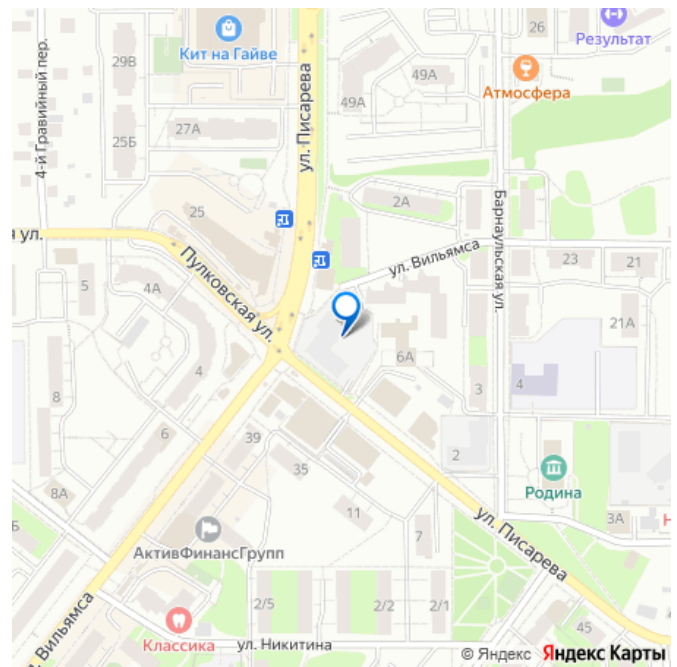 26
Результат
Кит на Гайве
29В
49А
49А
Атмосфера
4-й Гравийный пер.
27А
ул. Писарева
25Б
2А
Барнаульская ул.
25
я ул.
ул. Вильямса
Пулковская ул.
23
21
5
4А
21А
6А
4
3
4
8
6
39
2
35
Родина
8А
11
3А
Н
Б
7
ул. Писарева
АктивФинансГрупп
2/5
2/2
2/1
45
Классика
ул. Никитина
л. Вильямса
© Яндекс Яндекс Карты